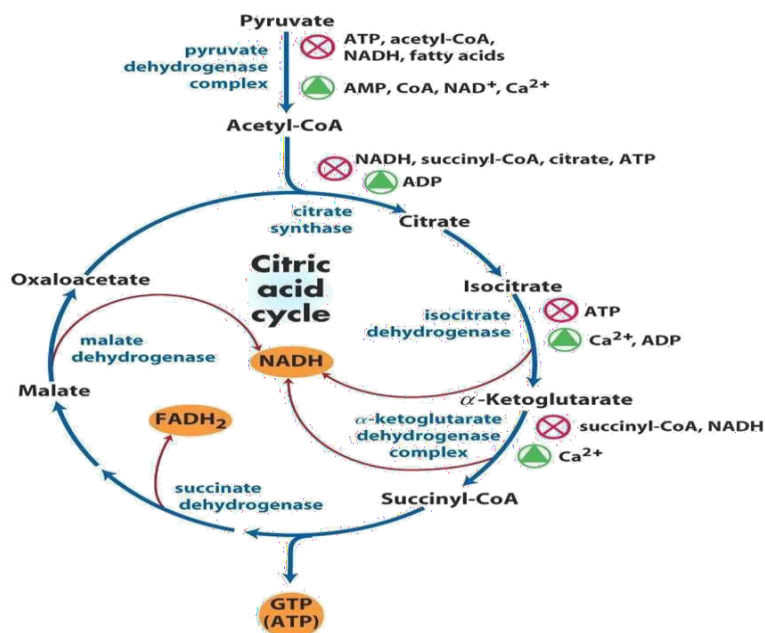 Pyruvate
pyruvate
dehydrogenase
complex
ATP, acetyl-CoA,
NADH, fatty acids
AMP, CoA, NAD⁺, Ca²⁺
Acetyl-CoA
NADH, succinyl-CoA, citrate, ATP
ADP
citrate
synthase
Citrate
Citric
acid
cycle
Oxaloacetate
Isocitrate
isocitrate
dehydrogenase
ATP
Ca²⁺, ADP
malate
dehydrogenase
NADH
Malate
α-Ketoglutarate
FADH₂
α-ketoglutarate
dehydrogenase
complex
succinyl-CoA, NADH
Ca²⁺
succinate
dehydrogenase
Succinyl-CoA
GTP
(ATP)